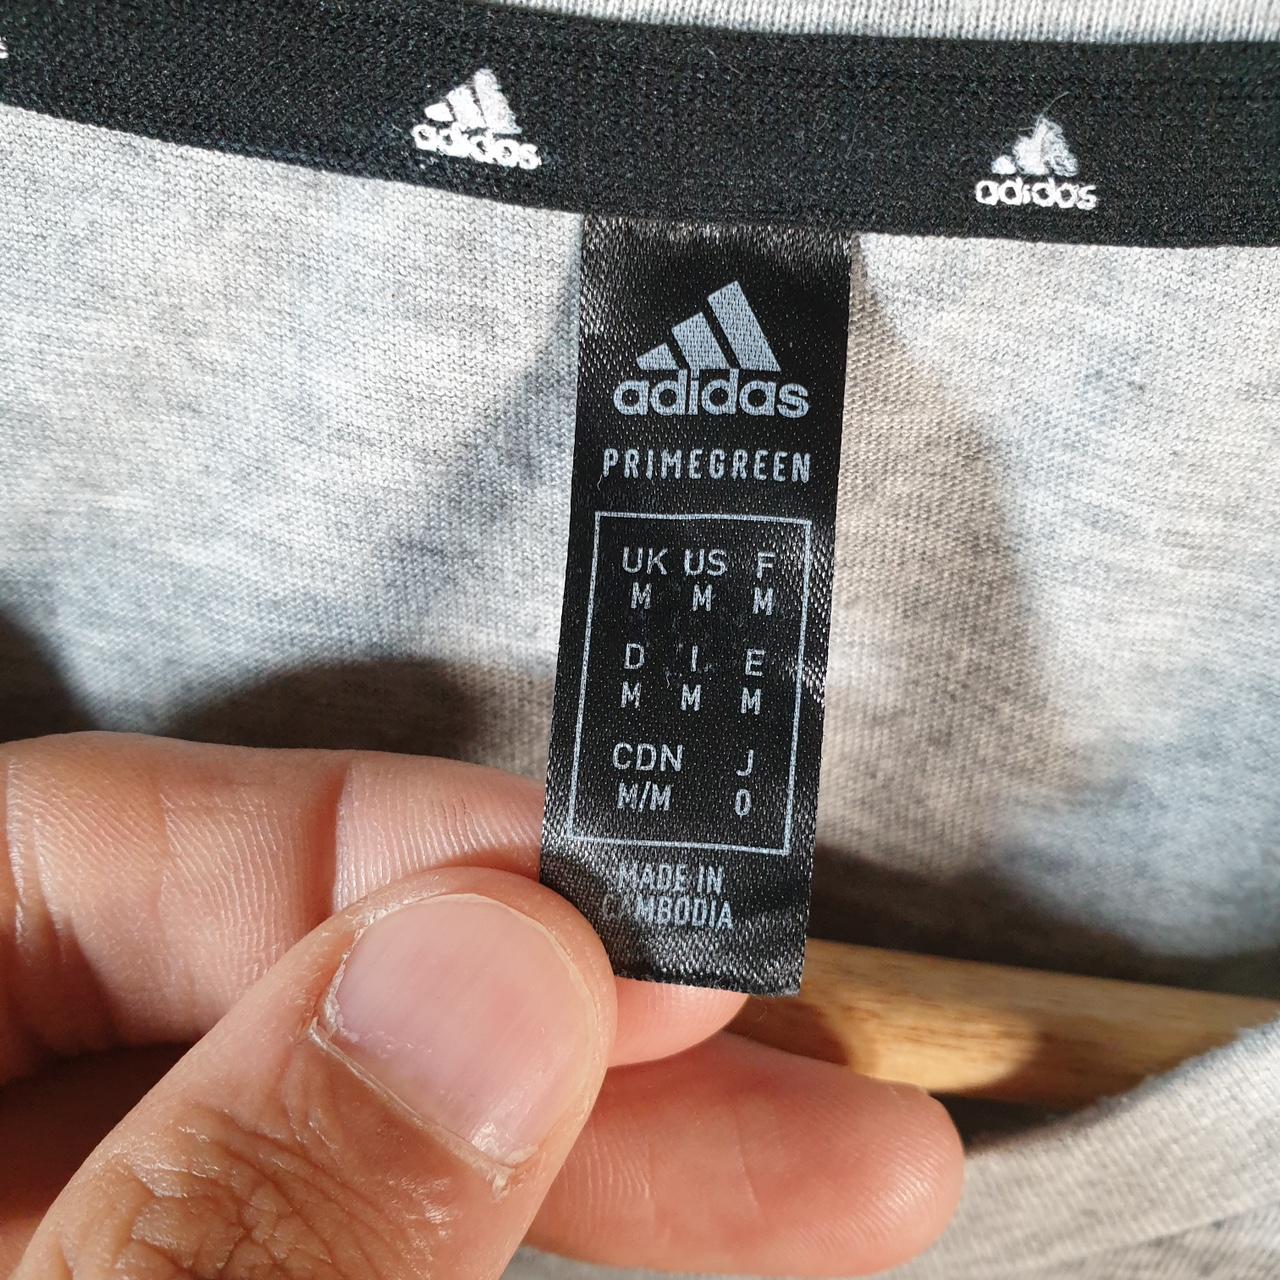 adidas
adidas
adidas
PRIMEGREEN
UK US F
M M M
D I E
M M M
CDN J
M/M O
MADE IN
CAMBODIA